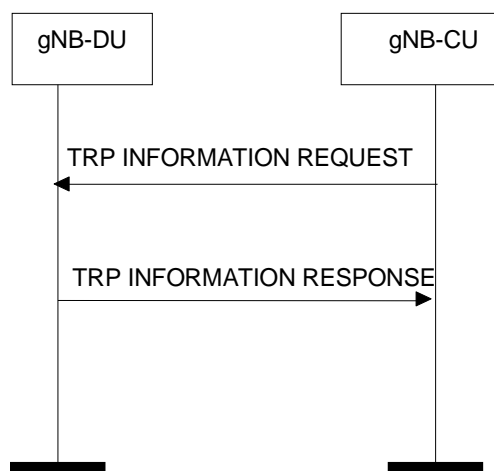 gNB-DU
gNB-CU
TRP INFORMATION REQUEST
TRP INFORMATION RESPONSE